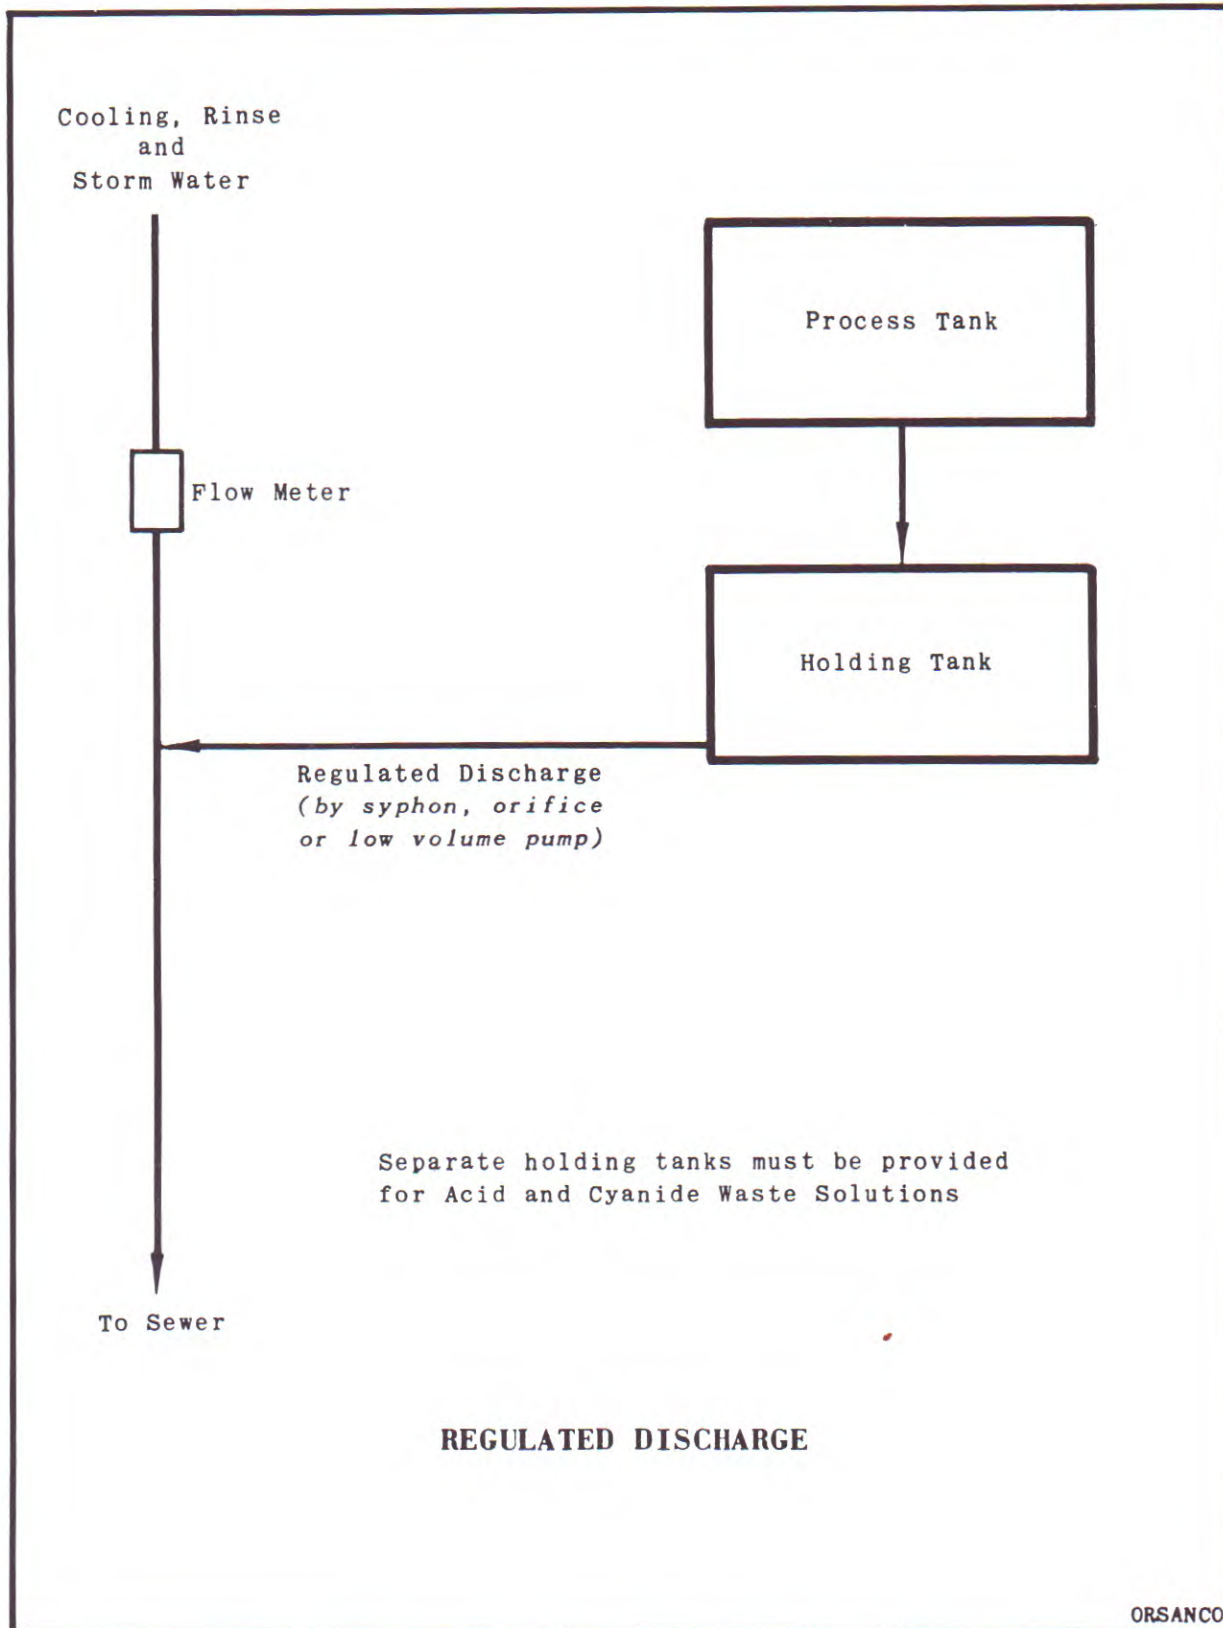 Cooling, Rinse
and
Storm Water
Process Tank
Flow Meter
Holding Tank
Regulated Discharge
(by syphon, orifice
or low volume pump)
Separate holding tanks must be provided
for Acid and Cyanide Waste Solutions
To Sewer
REGULATED DISCHARGE
ORSANCO